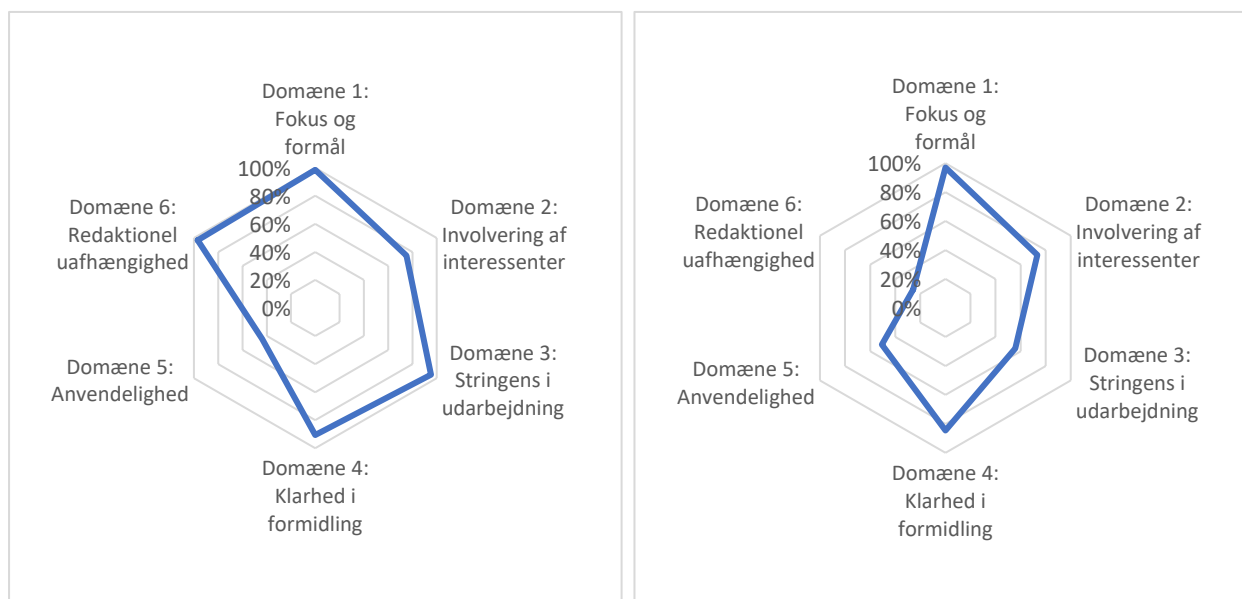 Domæne 1:
Fokus og
formål
100%
80%
60%
40%
20%
0%
Domæne 2:
Involvering af
interessenter
Domæne 3:
Stringens i
udarbejdning
Domæne 4:
Klarhed i
formidling
Domæne 5:
Anvendelighed
Domæne 6:
Redaktionel
uafhængighed
Domæne 1:
Fokus og
formål
100%
80%
60%
40%
20%
0%
Domæne 2:
Involvering af
interessenter
Domæne 3:
Stringens i
udarbejdning
Domæne 4:
Klarhed i
formidling
Domæne 5:
Anvendelighed
Domæne 6:
Redaktionel
uafhængighed